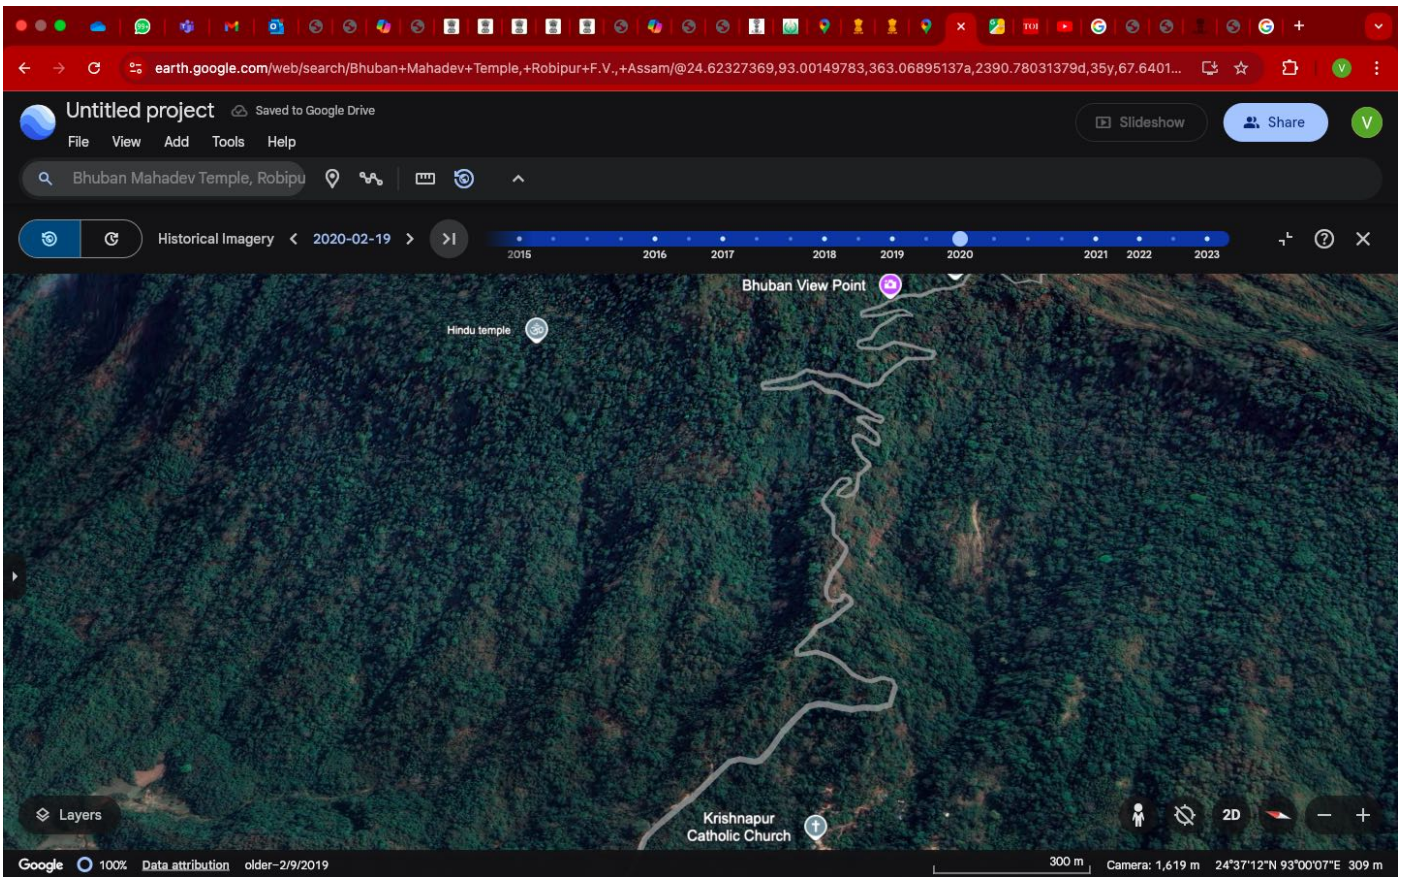 99+
TOI
earth.google.com/web/search/Bhuban+Mahadev+Temple,+Robipur+F.V.,+Assam/@24.62327369,93.00149783,363.06895137a,2390.78031379d,35y,67.6401...
V
Untitled project
Saved to Google Drive
File View Add Tools Help
Slideshow
Share
V
Bhuban Mahadev Temple, Robipu
Historical Imagery
2020-02-19
2015 2016 2017 2018 2019 2020 2021 2022 2023
Bhuban View Point
Hindu temple
Layers
Krishnapur
Catholic Church
2D
300 m
Google 100% Data attribution older–2/9/2019
Camera: 1,619 m 24°37'12"N 93°00'07"E 309 m